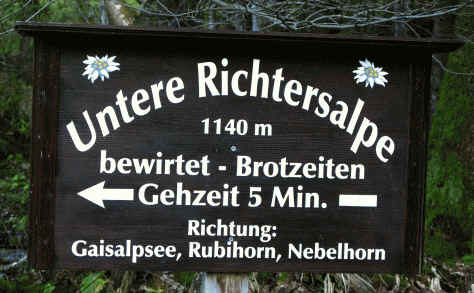 Untere Richtersalpe
1140 m
bewirtet - Brotzeiten
Gehzeit 5 Min.
Richtung:
Gaisalpsee, Rubihorn, Nebelhorn